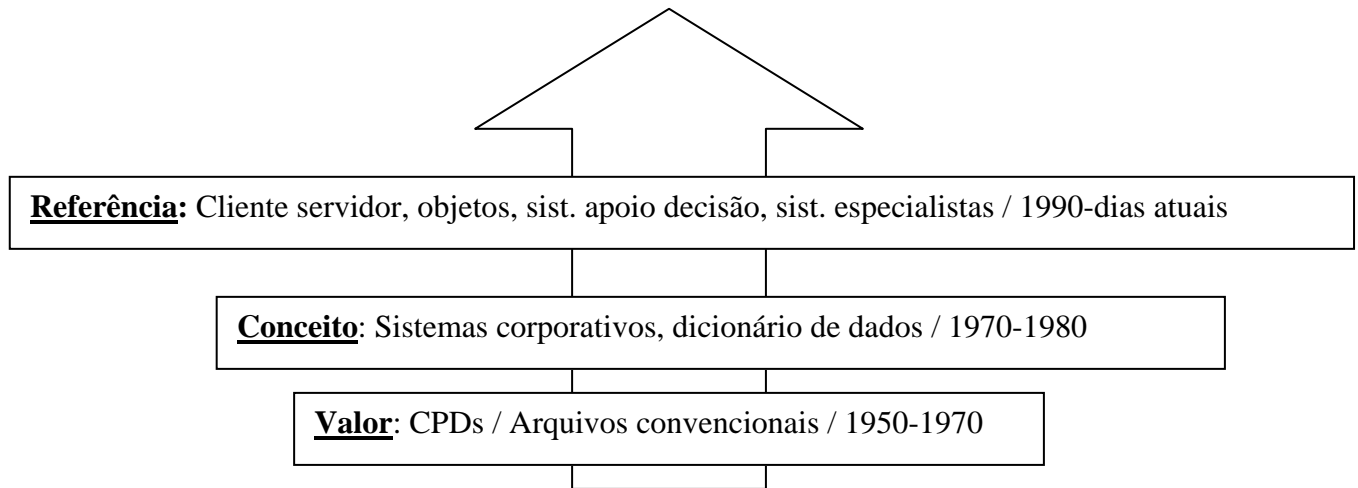 Referência: Cliente servidor, objetos, sist. apoio decisão, sist. especialistas / 1990-dias atuais
Conceito: Sistemas corporativos, dicionário de dados / 1970-1980
Valor: CPDs / Arquivos convencionais / 1950-1970